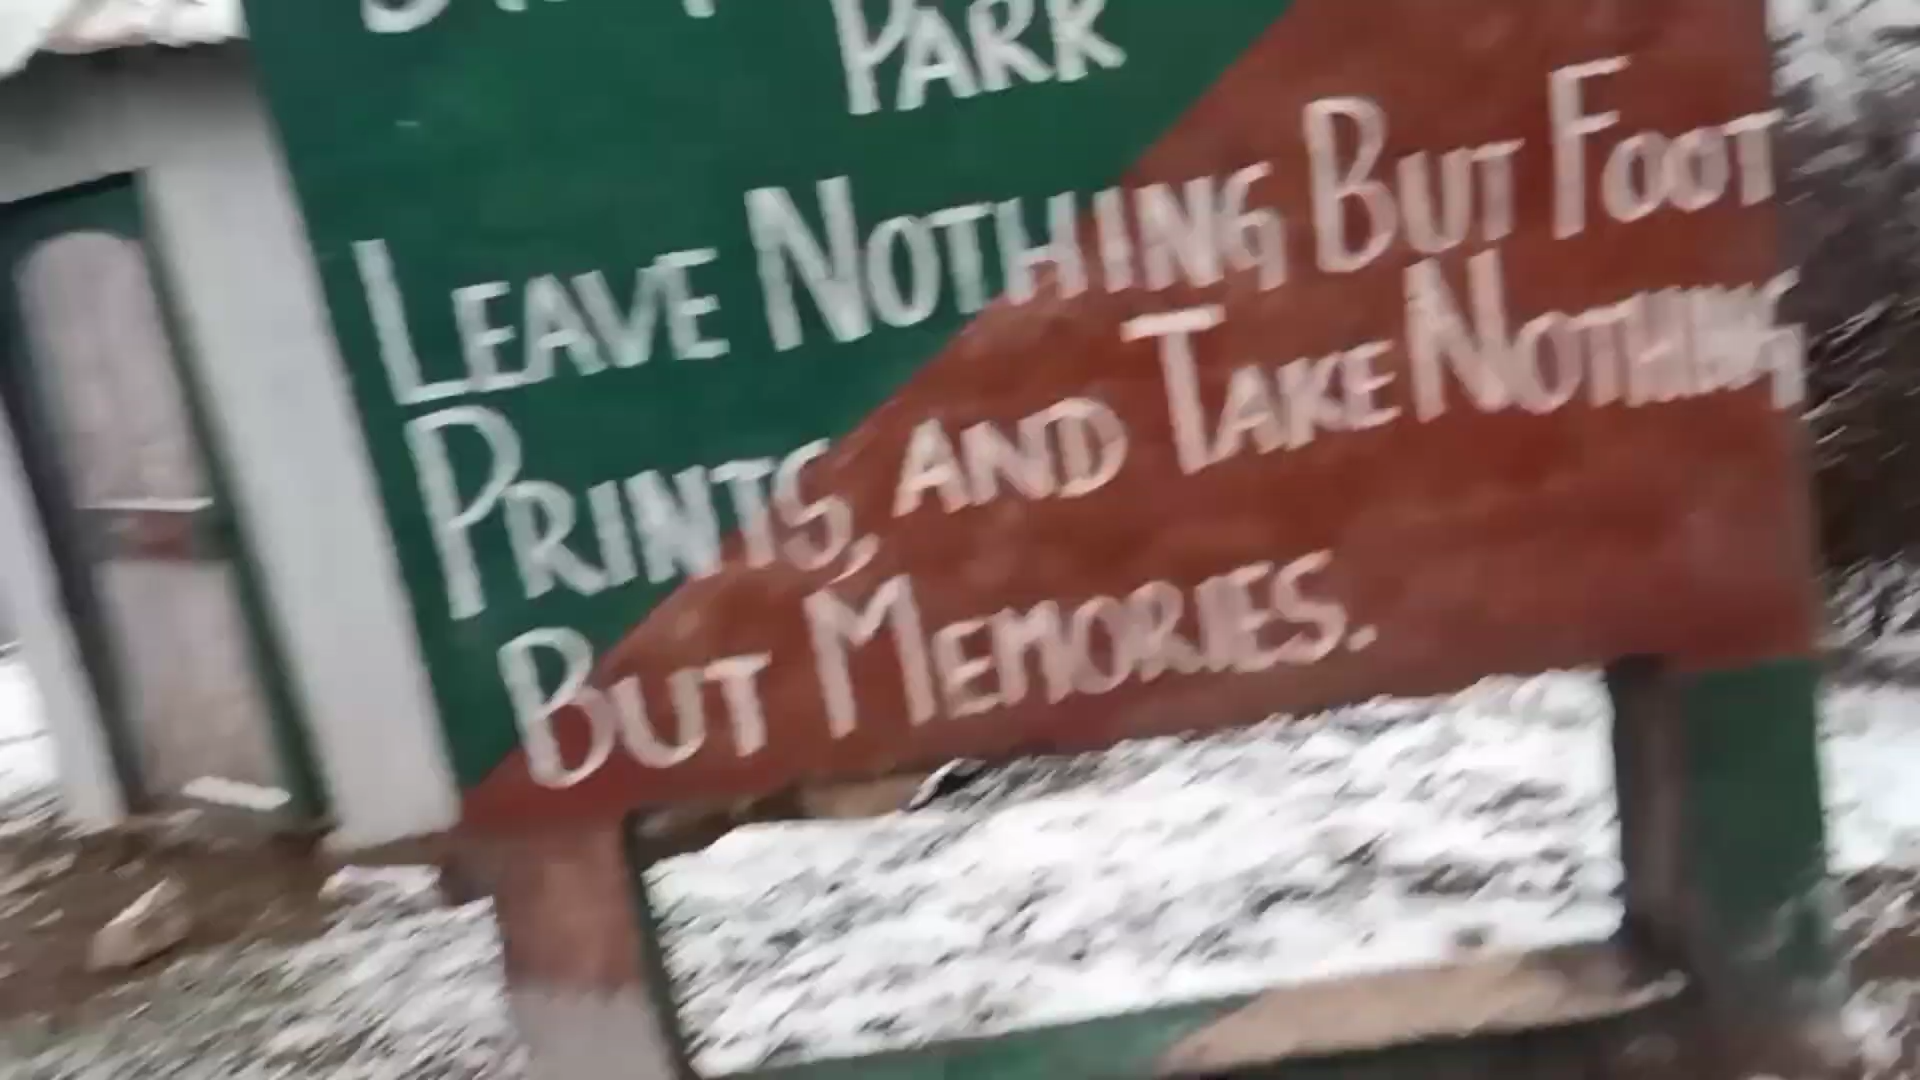 PARK
LEAVE NOTHING BUT FOOT
PRINTS, AND TAKE NOTHING
BUT MEMORIES.